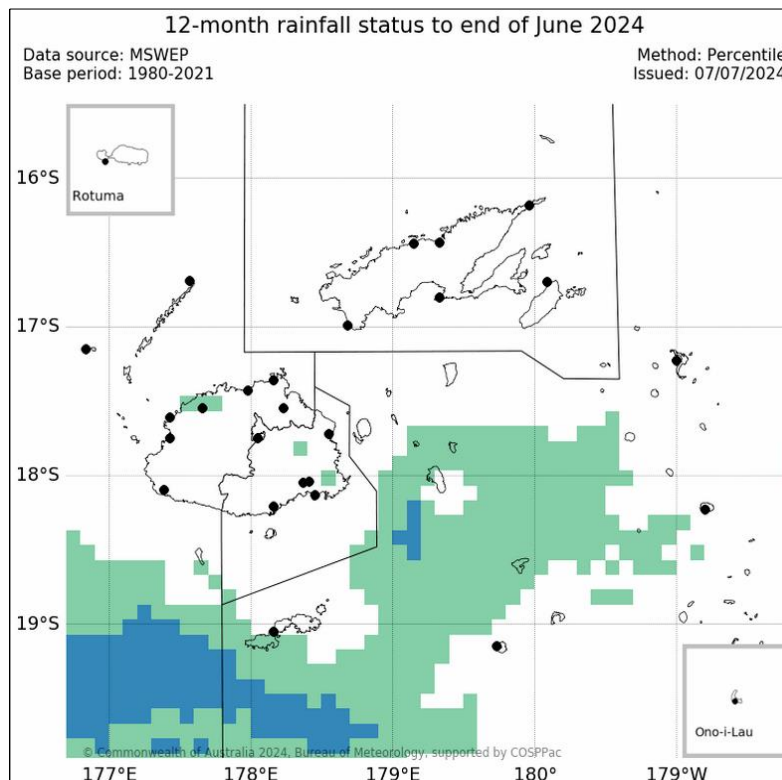 12-month rainfall status to end of June 2024
Data source: MSWEP
Method: Percentile
Base period: 1980-2021
Issued: 07/07/2024
Rotuma
16°S
17°S
18°S
19°S
Ono-i-Lau
© Commonwealth of Australia 2024, Bureau of Meteorology, supported by COSPPac
177°E
178°E
179°E
180°
179°W